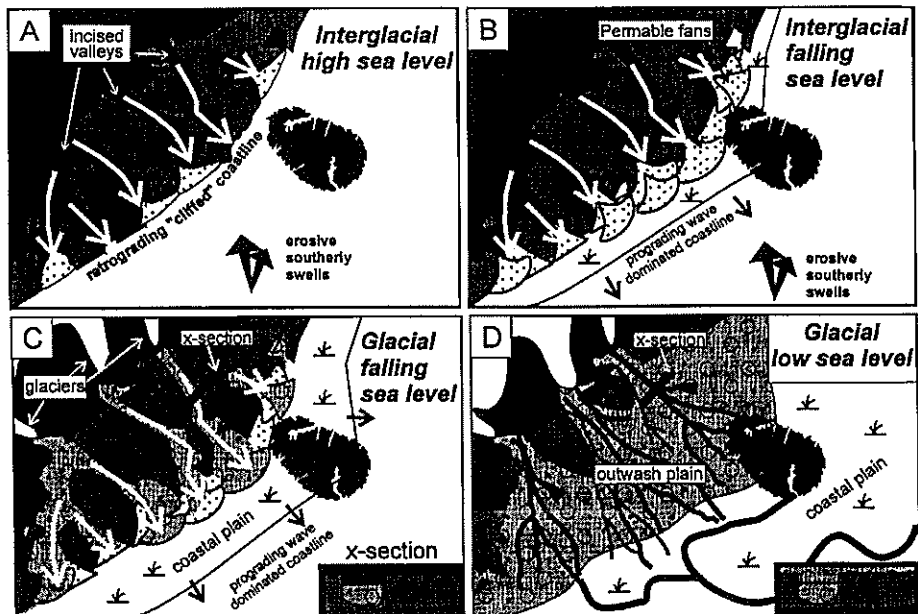 A
Incised
valleys
Interglacial
high sea level
retrograding "cliffed" coastline
erosive
southerly
swells
B
Permable fans
Interglacial
falling
sea level
prograding wave
dominated coastline
erosive
southerly
swells
C
x-section
glaciers
Glacial
falling
sea level
coastal plain
prograding wave
dominated coastline
x-section
D
x-section
Glacial
low sea level
outwash plain
coastal plain